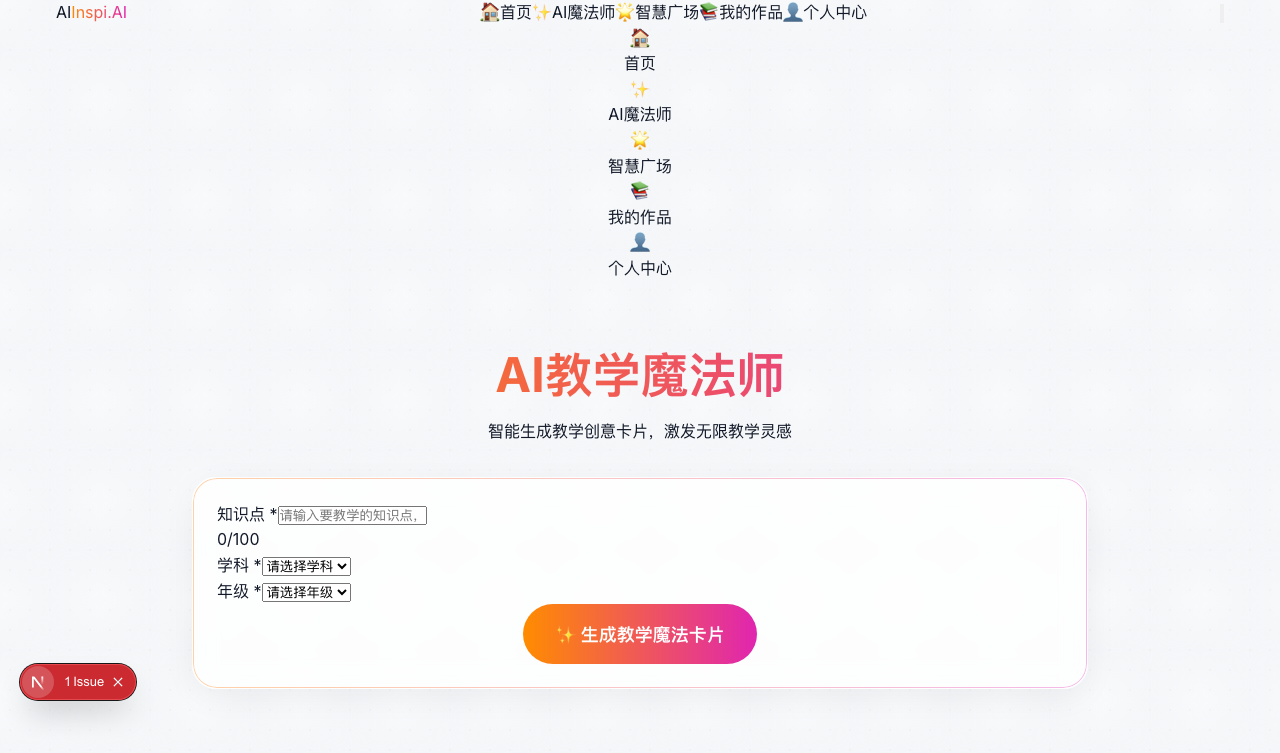 AIInspi.AI
🏠首页✨AI魔法师🌟智慧广场📚我的作品👤个人中心
🏠
首页
✨
AI魔法师
🌟
智慧广场
📚
我的作品
👤
个人中心
AI教学魔法师
智能生成教学创意卡片，激发无限教学灵感
知识点 *请输入要教学的知识点，
0/100
学科 *请选择学科
年级 *请选择年级
✨ 生成教学魔法卡片
N 1 Issue ×